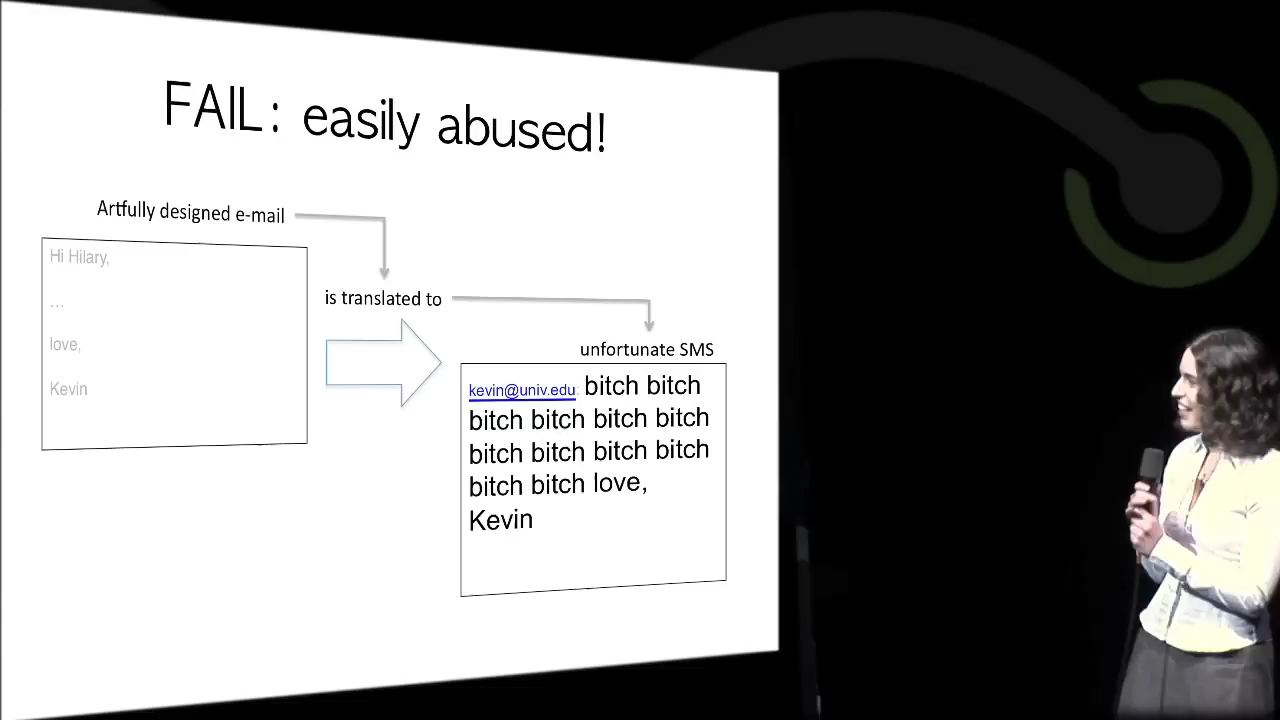 FAIL: easily abused!
Artfully designed e-mail
Hi Hilary,
...
love,
Kevin
is translated to
unfortunate SMS
kevin@univ.edu: bitch bitch
bitch bitch bitch bitch
bitch bitch bitch bitch
bitch bitch love,
Kevin